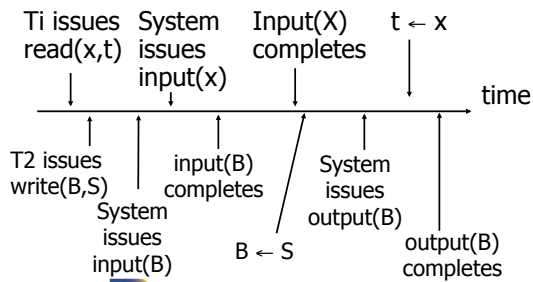 Ti issues
read(x,t)
System
issues
input(x)
Input(X)
completes
t ← x
time
T2 issues
write(B,S)
System
issues
input(B)
input(B)
completes
B ← S
System
issues
output(B)
output(B)
completes